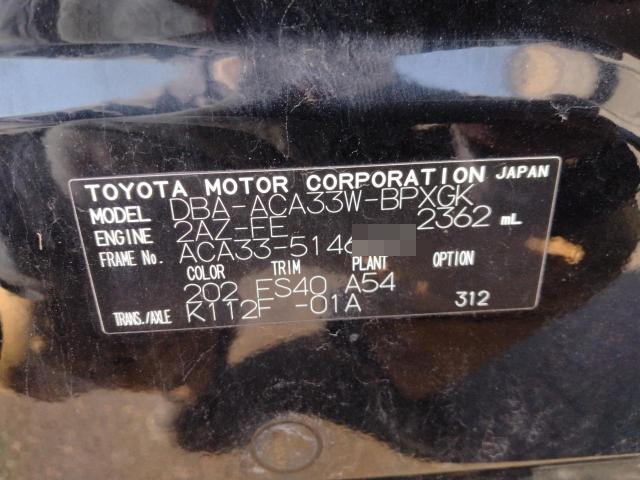 TOYOTA MOTOR CORPORATION JAPAN
MODEL DBA-ACA33W-BPXGK
ENGINE 2AZ-FE 2362 mL
FRAME No. ACA33-5146
COLOR TRIM PLANT OPTION
202 FS40 A54
TRANS./AXLE K112F -01A 312